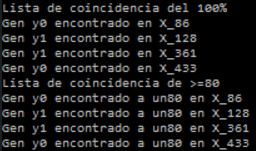 Lista de coincidencia del 100%
Gen y0 encontrado en X_86
Gen y1 encontrado en X_128
Gen y1 encontrado en X_361
Gen y0 encontrado en X_433
Lista de coincidencia de >=80
Gen y0 encontrado a un80 en X_86
Gen y1 encontrado a un80 en X_128
Gen y1 encontrado a un80 en X_361
Gen y0 encontrado a un80 en X_433